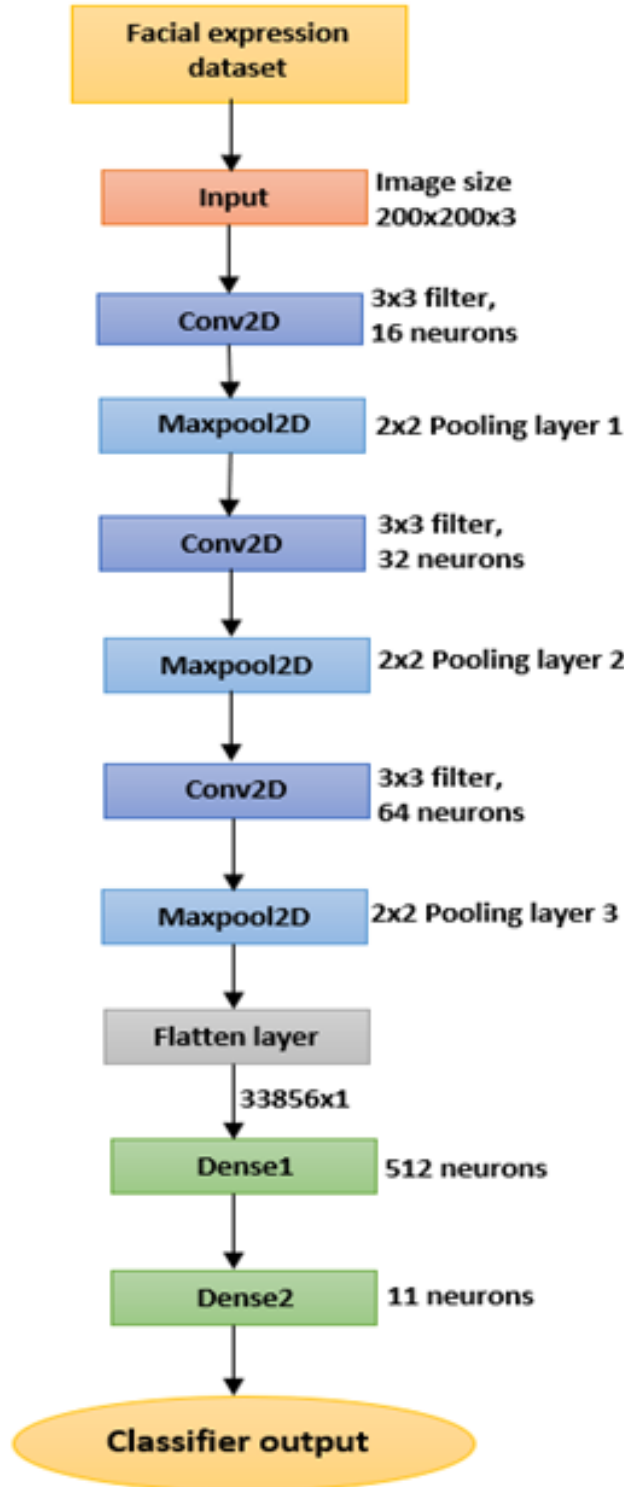 Facial expression
dataset
Input
Image size
200x200x3
Conv2D
3x3 filter,
16 neurons
Maxpool2D
2x2 Pooling layer 1
Conv2D
3x3 filter,
32 neurons
Maxpool2D
2x2 Pooling layer 2
Conv2D
3x3 filter,
64 neurons
Maxpool2D
2x2 Pooling layer 3
Flatten layer
33856x1
Dense1
512 neurons
Dense2
11 neurons
Classifier output